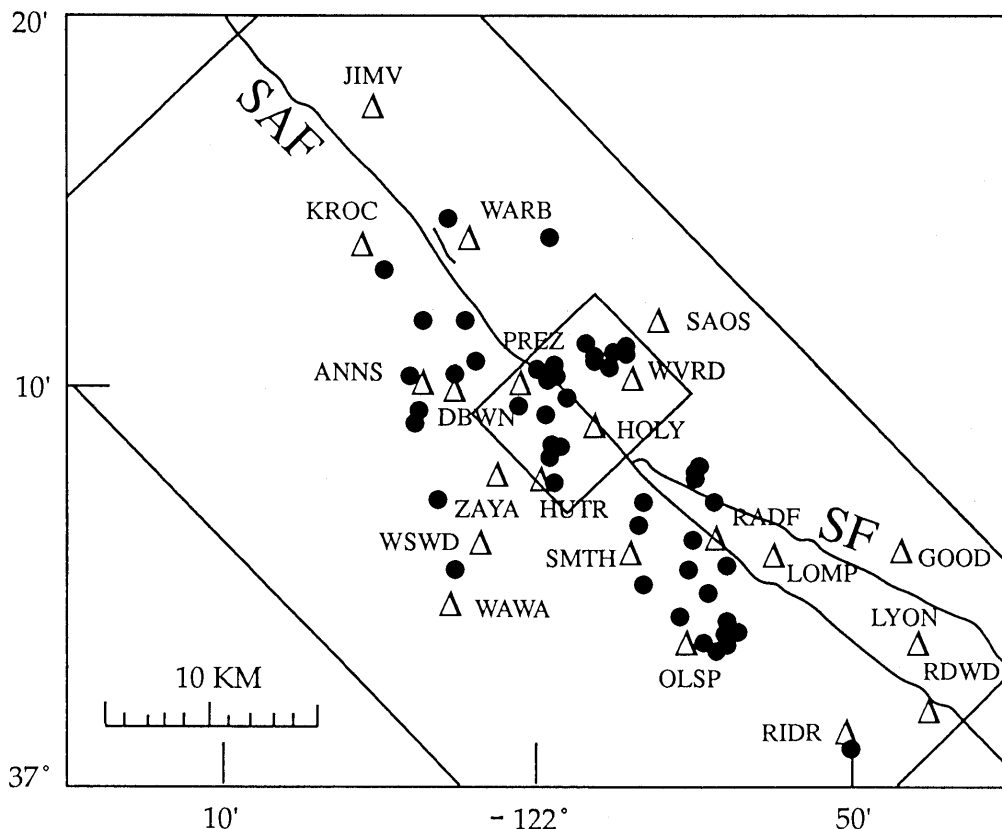 20'
JIMV
SAF
KROC
WARB
SAOS
PREZ
10'
ANNS
WVRD
DBWN
HOLY
ZAYA
HUTR
RADF
SF
WSWD
SMTH
GOOD
LOMP
WAWA
LYON
10 KM
OLSP
RDWD
RIDR
37°
10'
- 122°
50'